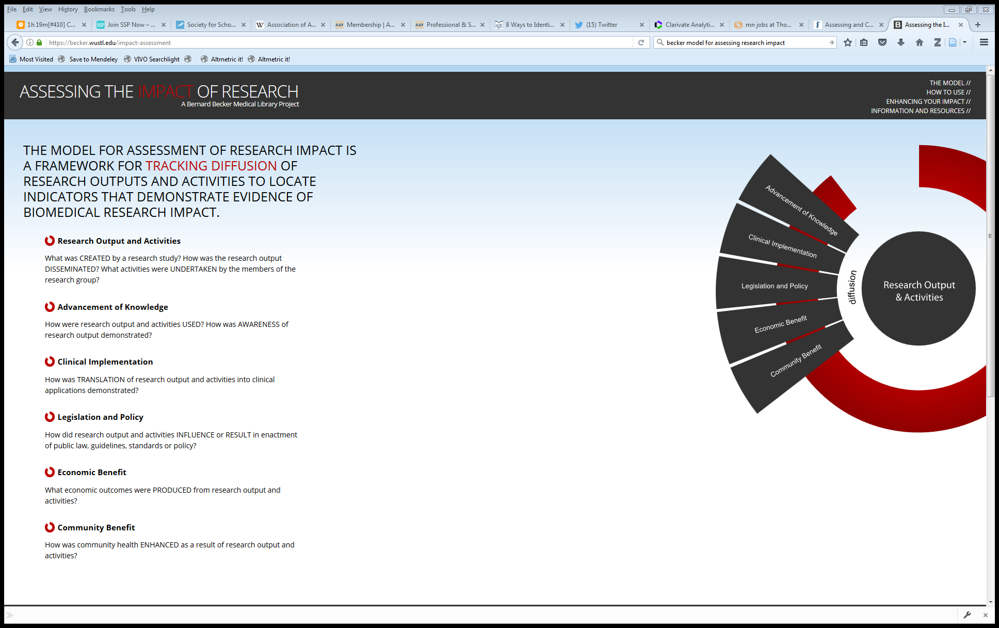 File Edit View History Bookmarks Tools Help
1h 19m[#410] C...
Join SSP Now – ...
Society for Scho...
Association of A...
Membership | A...
Professional & S...
8 Ways to Identi...
(15) Twitter
Clarivate Analyti...
mn jobs at Tho...
Assessing and C...
Assessing the I...
https://becker.wustl.edu/impact-assessment
becker model for assessing research impact
Most Visited Save to Mendeley VIVO Searchlight Altmetric it! Altmetric it!
ASSESSING THE IMPACT OF RESEARCH
A Bernard Becker Medical Library Project
THE MODEL //
HOW TO USE //
ENHANCING YOUR IMPACT //
INFORMATION AND RESOURCES //
THE MODEL FOR ASSESSMENT OF RESEARCH IMPACT IS
A FRAMEWORK FOR TRACKING DIFFUSION OF
RESEARCH OUTPUTS AND ACTIVITIES TO LOCATE
INDICATORS THAT DEMONSTRATE EVIDENCE OF
BIOMEDICAL RESEARCH IMPACT.
Research Output and Activities
What was CREATED by a research study? How was the research output
DISSEMINATED? What activities were UNDERTAKEN by the members of the
research group?
Advancement of Knowledge
How were research output and activities USED? How was AWARENESS of
research output demonstrated?
Clinical Implementation
How was TRANSLATION of research output and activities into clinical
applications demonstrated?
Legislation and Policy
How did research output and activities INFLUENCE or RESULT in enactment
of public law, guidelines, standards or policy?
Economic Benefit
What economic outcomes were PRODUCED from research output and
activities?
Community Benefit
How was community health ENHANCED as a result of research output and
activities?
Advancement of Knowledge
Clinical Implementation
Legislation and Policy
Economic Benefit
Community Benefit
diffusion
Research Output
& Activities